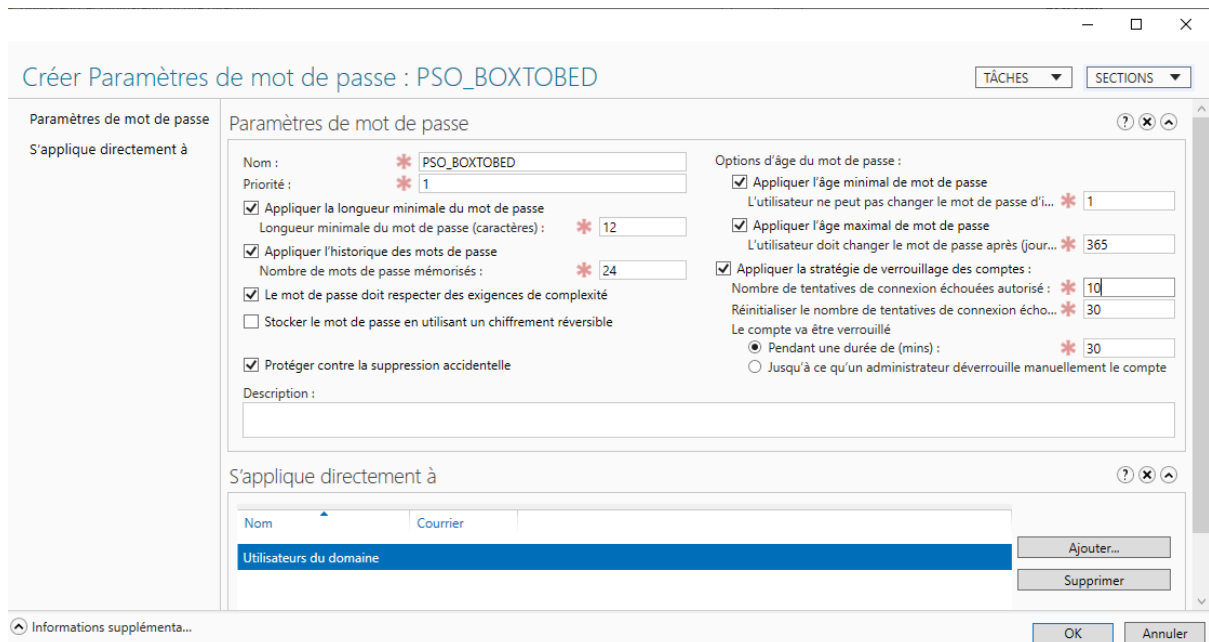 Créer Paramètres de mot de passe : PSO_BOXTOBED
TÂCHES
SECTIONS
Paramètres de mot de passe
S'applique directement à
Paramètres de mot de passe
Nom :
PSO_BOXTOBED
Priorité :
1
Appliquer la longueur minimale du mot de passe
Longueur minimale du mot de passe (caractères) :
12
Appliquer l'historique des mots de passe
Nombre de mots de passe mémorisés :
24
Le mot de passe doit respecter des exigences de complexité
Stocker le mot de passe en utilisant un chiffrement réversible
Protéger contre la suppression accidentelle
Options d'âge du mot de passe :
Appliquer l'âge minimal de mot de passe
L'utilisateur ne peut pas changer le mot de passe d'i...
1
Appliquer l'âge maximal de mot de passe
L'utilisateur doit changer le mot de passe après (jour...
365
Appliquer la stratégie de verrouillage des comptes :
Nombre de tentatives de connexion échouées autorisé :
10
Réinitialiser le nombre de tentatives de connexion écho...
30
Le compte va être verrouillé
Pendant une durée de (mins) :
30
Jusqu'à ce qu'un administrateur déverrouille manuellement le compte
Description :
S'applique directement à
Nom
Courrier
Utilisateurs du domaine
Ajouter...
Supprimer
Informations supplémenta...
OK
Annuler